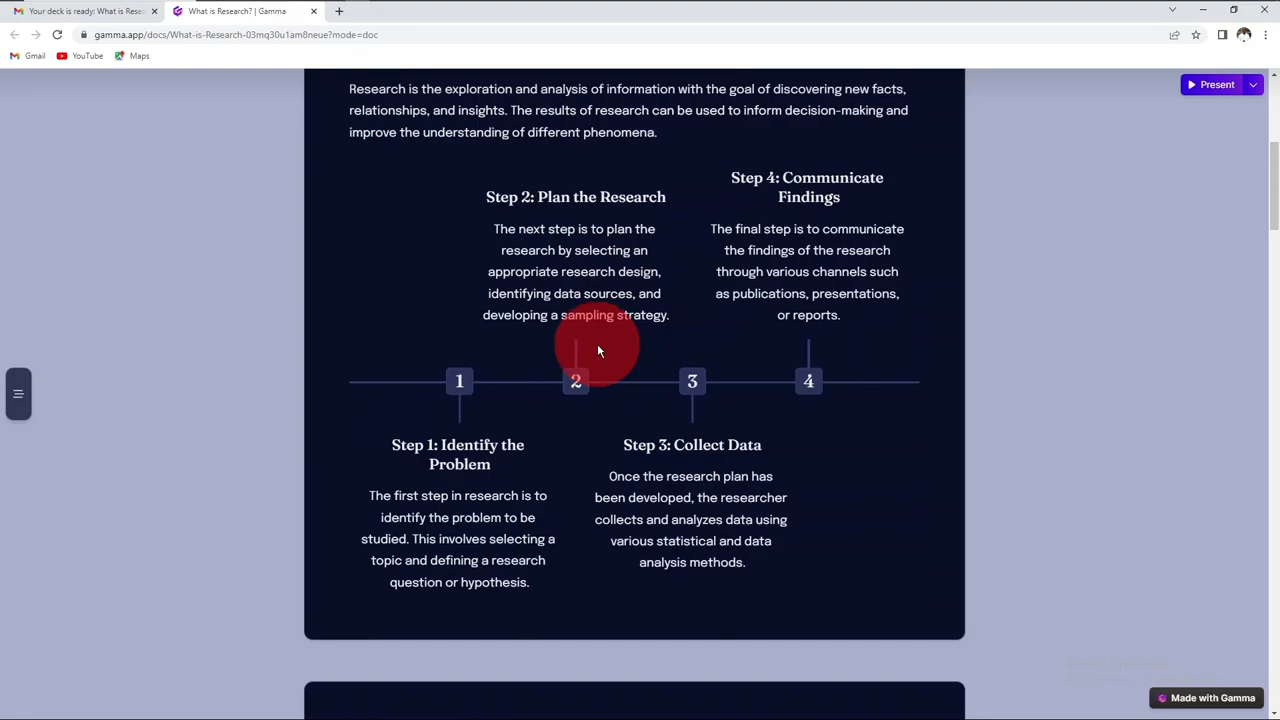 Your deck is ready: What is Rese
What is Research? | Gamma
gamma.app/docs/What-is-Research-03mq30u1am8neue?mode=doc
Gmail
YouTube
Maps
Present
Research is the exploration and analysis of information with the goal of discovering new facts,
relationships, and insights. The results of research can be used to inform decision-making and
improve the understanding of different phenomena.
Step 2: Plan the Research
The next step is to plan the
research by selecting an
appropriate research design,
identifying data sources, and
developing a sampling strategy.
Step 4: Communicate
Findings
The final step is to communicate
the findings of the research
through various channels such
as publications, presentations,
or reports.
1
2
3
4
Step 1: Identify the
Problem
The first step in research is to
identify the problem to be
studied. This involves selecting a
topic and defining a research
question or hypothesis.
Step 3: Collect Data
Once the research plan has
been developed, the researcher
collects and analyzes data using
various statistical and data
analysis methods.
Made with Gamma